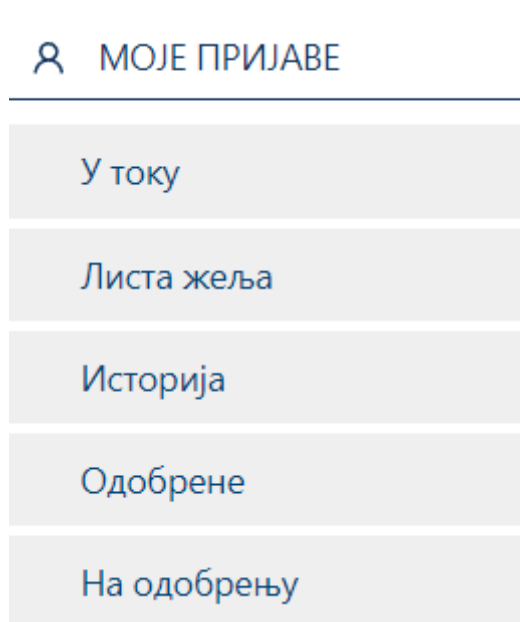 МОЈЕ ПРИЈАВЕ
У току
Листа жеља
Историја
Одобрене
На одобрењу